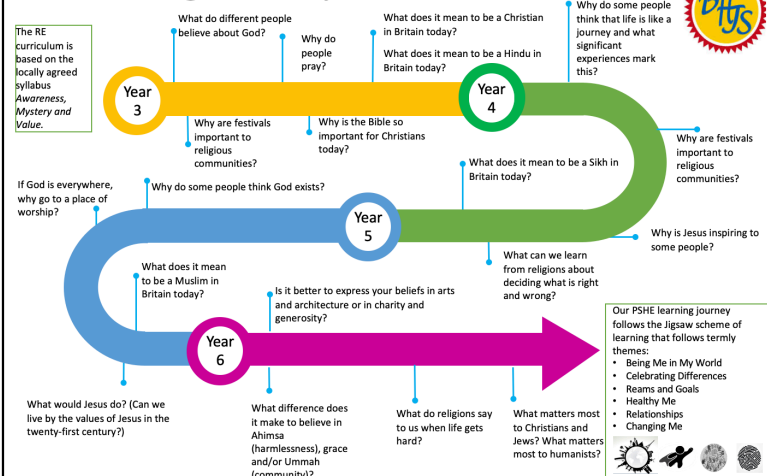 The RE
curriculum is
based on the
locally agreed
syllabus
Awareness,
Mystery and
Value.
What do different people
believe about God?
Why do
people
pray?
What does it mean to be a Christian
in Britain today?
What does it mean to be a Hindu in
Britain today?
Why do some people
think that life is like a
journey and what
significant
experiences mark
this?
BHJS
Year
3
Year
4
Why are festivals
important to
religious
communities?
Why is the Bible so
important for Christians
today?
Why are festivals
important to
religious
communities?
What does it mean to be a Sikh in
Britain today?
If God is everywhere,
why go to a place of
worship?
Why do some people think God exists?
Year
5
Why is Jesus inspiring to
some people?
What can we learn
from religions about
deciding what is right
and wrong?
What does it mean
to be a Muslim in
Britain today?
Is it better to express your beliefs in arts
and architecture or in charity and
generosity?
Year
6
Our PSHE learning journey
follows the Jigsaw scheme of
learning that follows termly
themes:
• Being Me in My World
• Celebrating Differences
• Reams and Goals
• Healthy Me
• Relationships
• Changing Me
What would Jesus do? (Can we
live by the values of Jesus in the
twenty-first century?)
What difference does
it make to believe in
Ahimsa
(harmlessness), grace
and/or Ummah
(community)?
What do religions say
to us when life gets
hard?
What matters most
to Christians and
Jews? What matters
most to humanists?